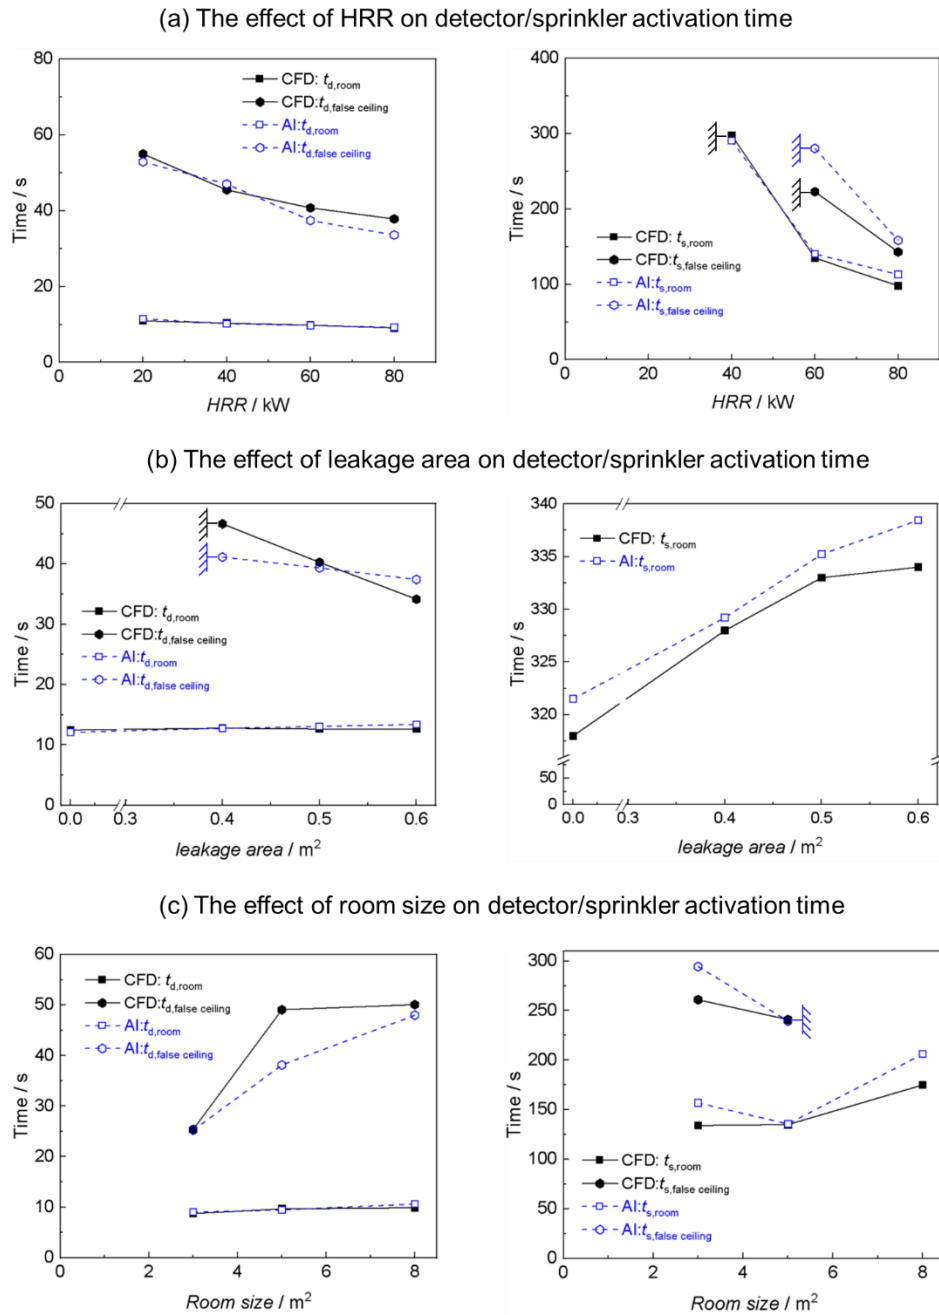 (a) The effect of HRR on detector/sprinkler activation time
80
60
40
20
0
Time / s
CFD: td,room
CFD:td,false ceiling
AI:td,room
AI:td,false ceiling
0 20 40 60 80
HRR / kW
400
300
200
100
0
Time / s
CFD: ts,room
CFD:ts,false ceiling
AI:ts,room
AI:ts,false ceiling
0 20 40 60 80
HRR / kW
(b) The effect of leakage area on detector/sprinkler activation time
50
40
30
20
10
0
Time / s
CFD: td,room
CFD:td,false ceiling
AI:td,room
AI:td,false ceiling
0.0 0.3 0.4 0.5 0.6
leakage area / m²
340
335
330
325
320
50
0
Time / s
CFD: ts,room
AI:ts,room
0.0 0.3 0.4 0.5 0.6
leakage area / m²
(c) The effect of room size on detector/sprinkler activation time
60
50
40
30
20
10
0
Time / s
CFD: td,room
CFD:td,false ceiling
AI:td,room
AI:td,false ceiling
0 2 4 6 8
Room size / m²
300
250
200
150
100
50
0
Time / s
CFD: ts,room
CFD:ts,false ceiling
AI:ts,room
AI:ts,false ceiling
0 2 4 6 8
Room size / m²